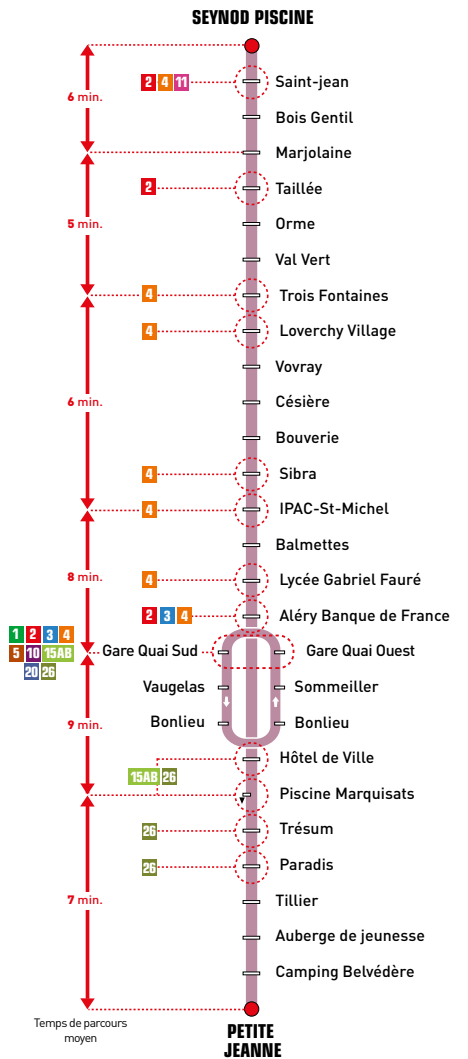 SEYNOD PISCINE
2 4 11 Saint-jean
6 min.
Bois Gentil
Marjolaine
2 Taillée
5 min. Orme
Val Vert
4 Trois Fontaines
4 Loverchy Village
Vovray
6 min. Césière
Bouverie
4 Sibra
4 IPAC-St-Michel
Balmettes
8 min.
4 Lycée Gabriel Fauré
2 3 4 Aléry Banque de France
1 2 3 4
5 10 15AB Gare Quai Sud Gare Quai Ouest
20 26
Vaugelas Sommeiller
9 min.
Bonlieu Bonlieu
Hôtel de Ville
15AB 26
Piscine Marquisats
26 Trésum
26 Paradis
7 min. Tillier
Auberge de jeunesse
Camping Belvédère
Temps de parcours
moyen
PETITE
JEANNE